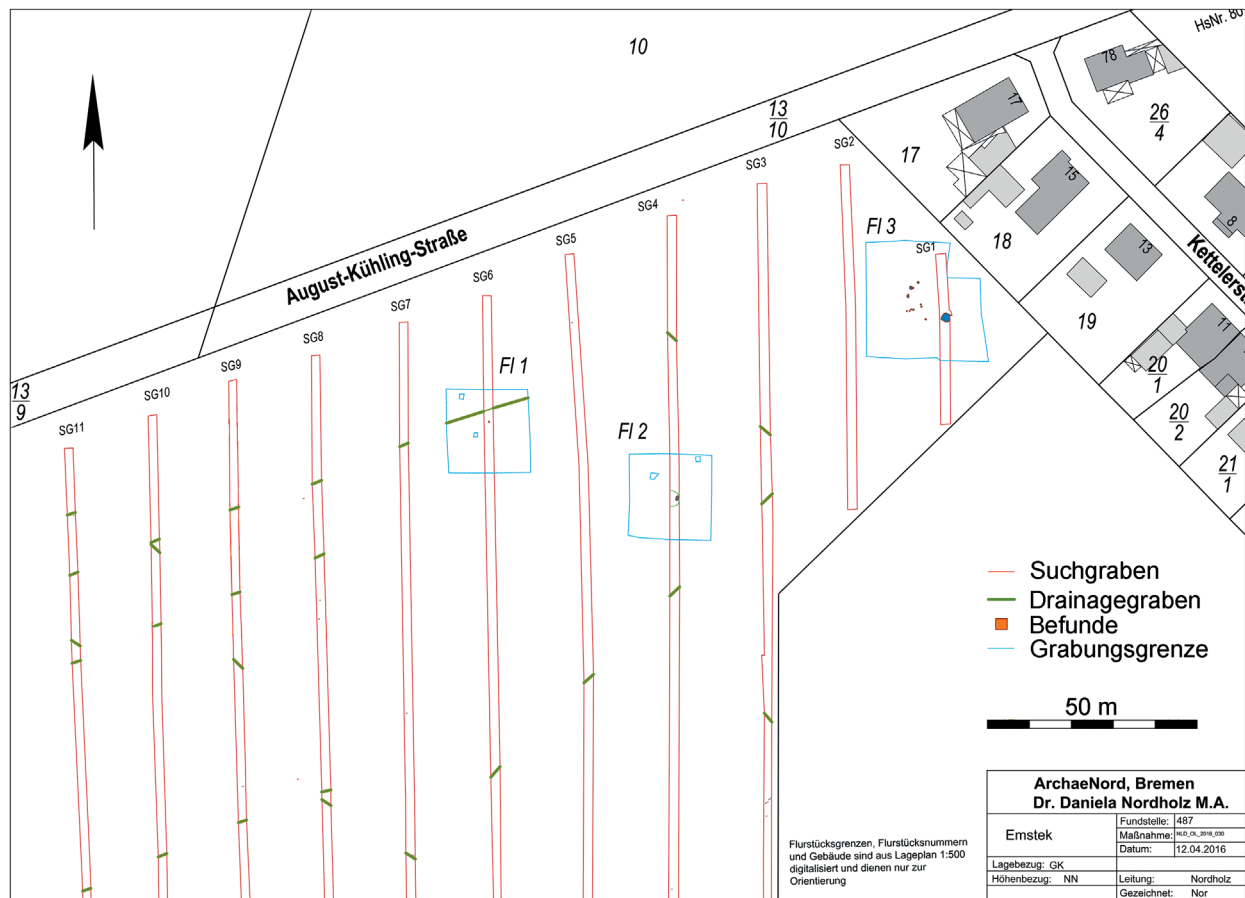 10
HsNr. 80
78
26
4
13
10
17
17
15
18
8
SG2
SG3
SG4
SG5
SG6
SG7
SG8
SG9
SG10
SG11
August-Kühling-Straße
Fl 3
SG1
13
19
Kettelerst
11
20
1
20
2
21
1
13
9
Fl 1
Fl 2
Suchgraben
Drainagegraben
Befunde
Grabungsgrenze
50 m
Flurstücksgrenzen, Flurstücksnummern
und Gebäude sind aus Lageplan 1:500
digitalisiert und dienen nur zur
Orientierung
ArchaeNord, Bremen
Dr. Daniela Nordholz M.A.
Emstek
Fundstelle: 487
Maßnahme: NLD_OL_2016_030
Datum: 12.04.2016
Lagebezug: GK
Höhenbezug: NN
Leitung: Nordholz
Gezeichnet: Nor